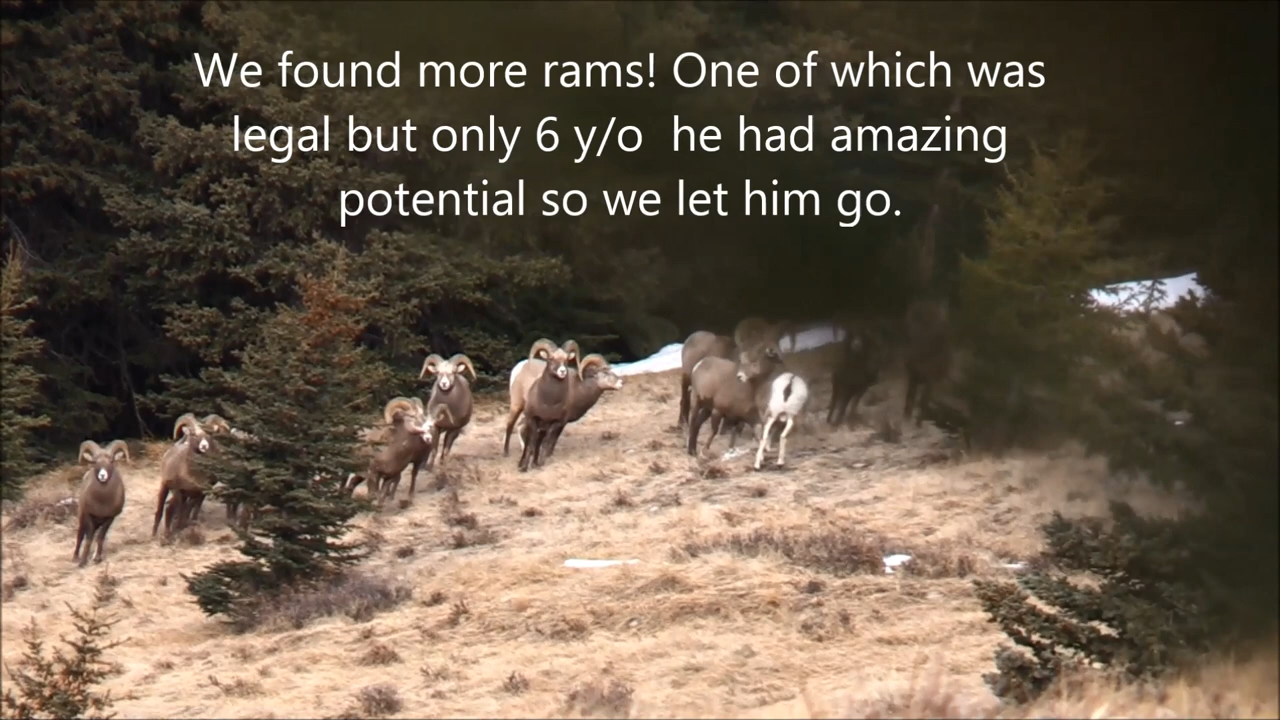 We found more rams! One of which was
legal but only 6 y/o  he had amazing
potential so we let him go.